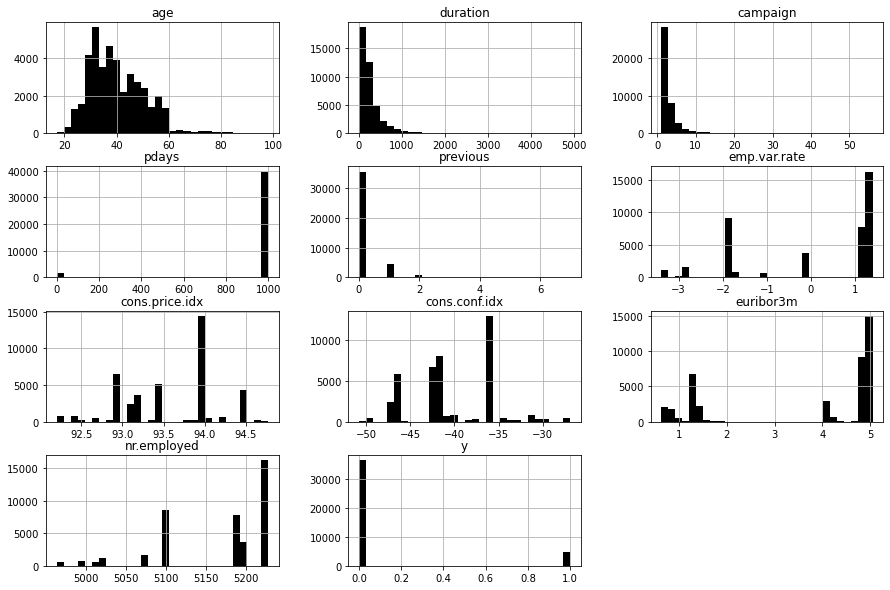 age duration campaign
4000
2000
0
20 40 60 80 100
15000
10000
5000
0
0 1000 2000 3000 4000 5000
20000
10000
0
0 10 20 30 40 50
pdays previous emp.var.rate
40000
30000
20000
10000
0
0 200 400 600 800 1000
30000
20000
10000
0
0 2 4 6
15000
10000
5000
0
−3 −2 −1 0 1
cons.price.idx cons.conf.idx euribor3m
15000
10000
5000
0
92.5 93.0 93.5 94.0 94.5
10000
5000
0
−50 −45 −40 −35 −30
15000
10000
5000
0
1 2 3 4 5
nr.employed y
15000
10000
5000
0
5000 5050 5100 5150 5200
30000
20000
10000
0
0.0 0.2 0.4 0.6 0.8 1.0